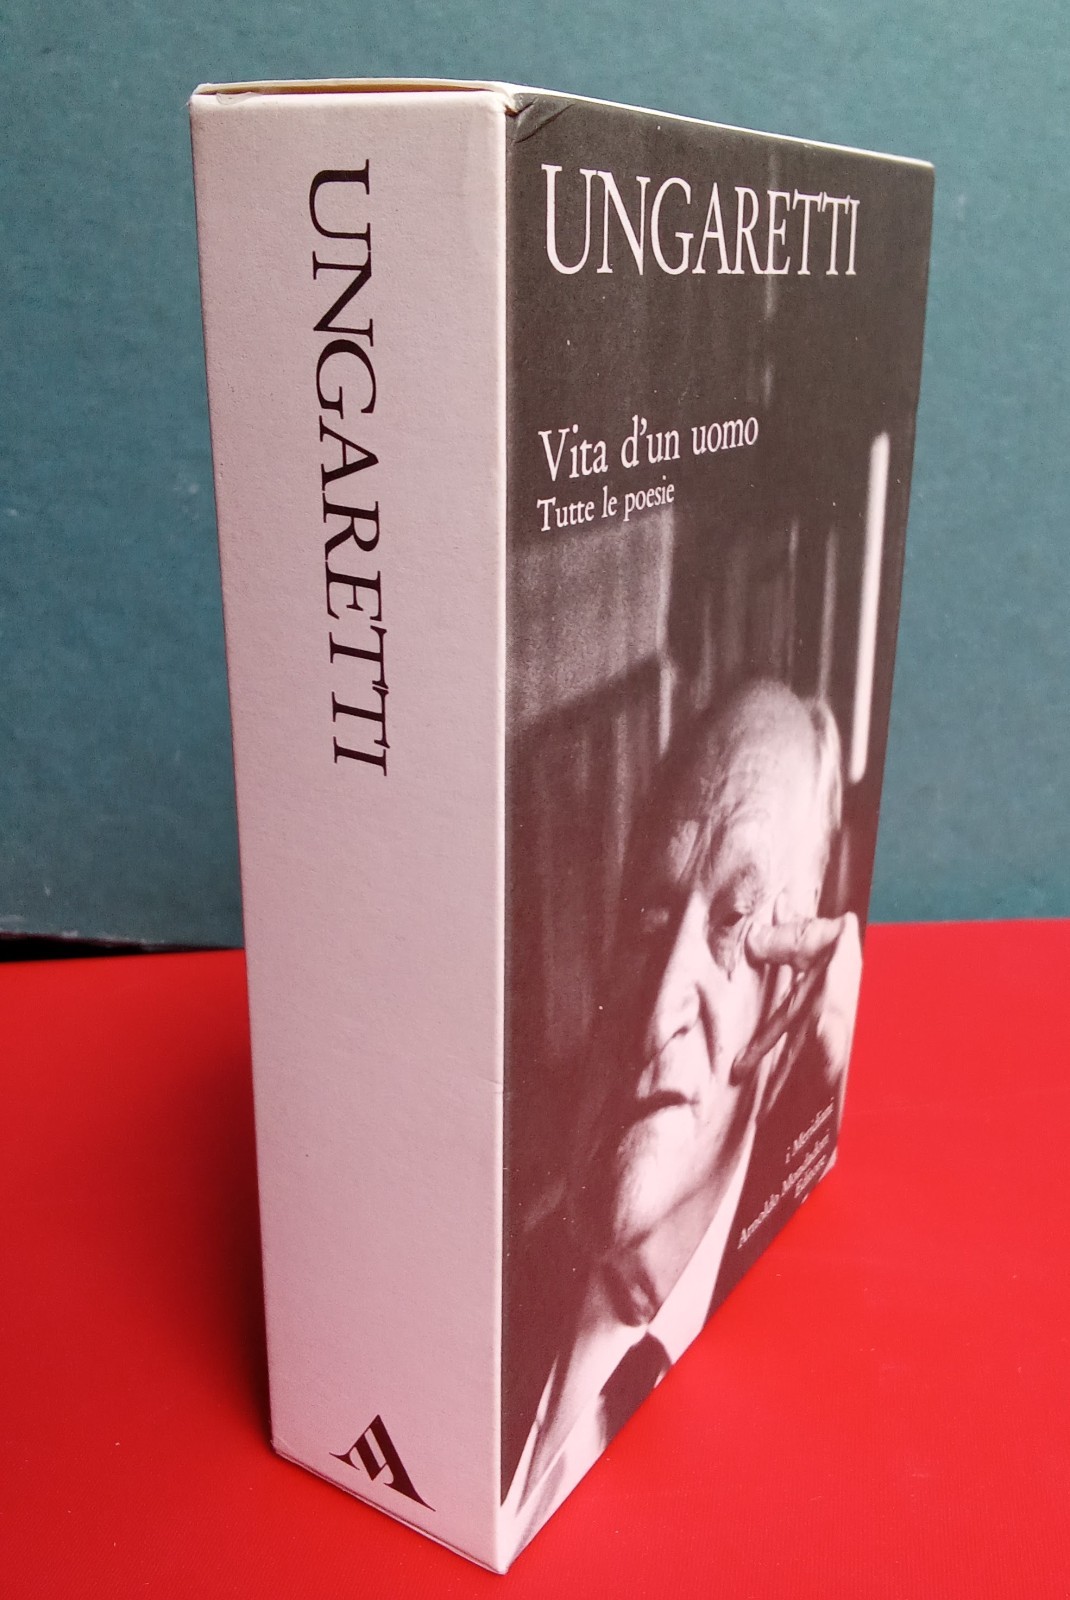 UNGARETTI
UNGARETTI
Vita d'un uomo
Tutte le poesie
i Meridiani
Arnoldo Mondadori
Editore